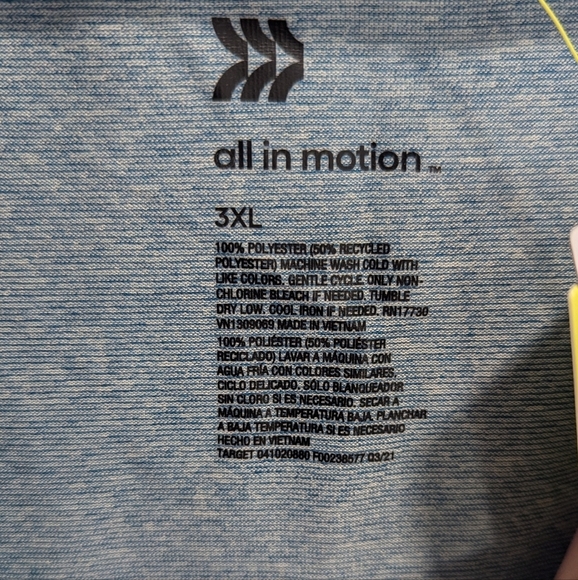 all in motion™
3XL
100% POLYESTER (50% RECYCLED
POLYESTER) MACHINE WASH COLD WITH
LIKE COLORS. GENTLE CYCLE. ONLY NON-
CHLORINE BLEACH IF NEEDED. TUMBLE
DRY LOW. COOL IRON IF NEEDED. RN17730
VN1309069 MADE IN VIETNAM
100% POLIÉSTER (50% POLIÉSTER
RECICLADO) LAVAR A MÁQUINA CON
AGUA FRÍA CON COLORES SIMILARES.
CICLO DELICADO. SÓLO BLANQUEADOR
SIN CLORO SI ES NECESARIO. SECAR A
MÁQUINA A TEMPERATURA BAJA. PLANCHAR
A BAJA TEMPERATURA SI ES NECESARIO
HECHO EN VIETNAM
TARGET 041020880 F00236577 03/21